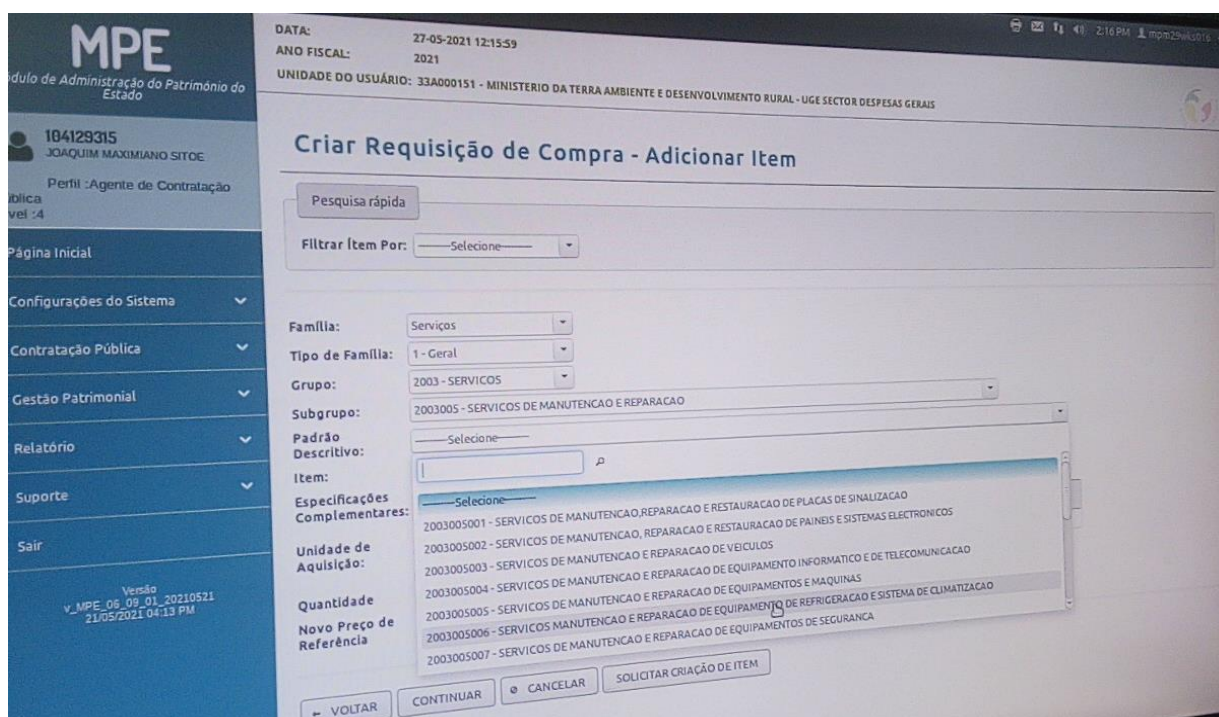 MPE
ódulo de Administração do Património do
Estado
104129315
JOAQUIM MAXIMIANO SITOE
Perfil :Agente de Contratação
ública
vel :4
Página Inicial
Configurações do Sistema
Contratação Pública
Gestão Patrimonial
Relatório
Suporte
Sair
Versão
v_MPE_06_09_01_20210521
21/05/2021 04:13 PM
2:16 PM mpm29wks016
DATA: 27-05-2021 12:15:59
ANO FISCAL: 2021
UNIDADE DO USUÁRIO: 33A000151 - MINISTERIO DA TERRA AMBIENTE E DESENVOLVIMENTO RURAL - UGE SECTOR DESPESAS GERAIS
Criar Requisição de Compra - Adicionar Item
Pesquisa rápida
Filtrar Ítem Por: ——Selecione——
Família: Serviços
Tipo de Família: 1 - Geral
Grupo: 2003 - SERVICOS
Subgrupo: 2003005 - SERVICOS DE MANUTENCAO E REPARACAO
Padrão
Descritivo: ——Selecione——
Item:
Especificações
Complementares:
Unidade de
Aquisição:
Quantidade
Novo Preço de
Referência
——Selecione——
2003005001 - SERVICOS DE MANUTENCAO,REPARACAO E RESTAURACAO DE PLACAS DE SINALIZACAO
2003005002 - SERVICOS DE MANUTENCAO, REPARACAO E RESTAURACAO DE PAINEIS E SISTEMAS ELECTRONICOS
2003005003 - SERVICOS DE MANUTENCAO E REPARACAO DE VEICULOS
2003005004 - SERVICOS DE MANUTENCAO E REPARACAO DE EQUIPAMENTO INFORMATICO E DE TELECOMUNICACAO
2003005005 - SERVICOS DE MANUTENCAO E REPARACAO DE EQUIPAMENTOS E MAQUINAS
2003005006 - SERVICOS MANUTENCAO E REPARACAO DE EQUIPAMENTO DE REFRIGERACAO E SISTEMA DE CLIMATIZACAO
2003005007 - SERVICOS DE MANUTENCAO E REPARACAO DE EQUIPAMENTOS DE SEGURANCA
← VOLTAR
CONTINUAR
CANCELAR
SOLICITAR CRIAÇÃO DE ITEM